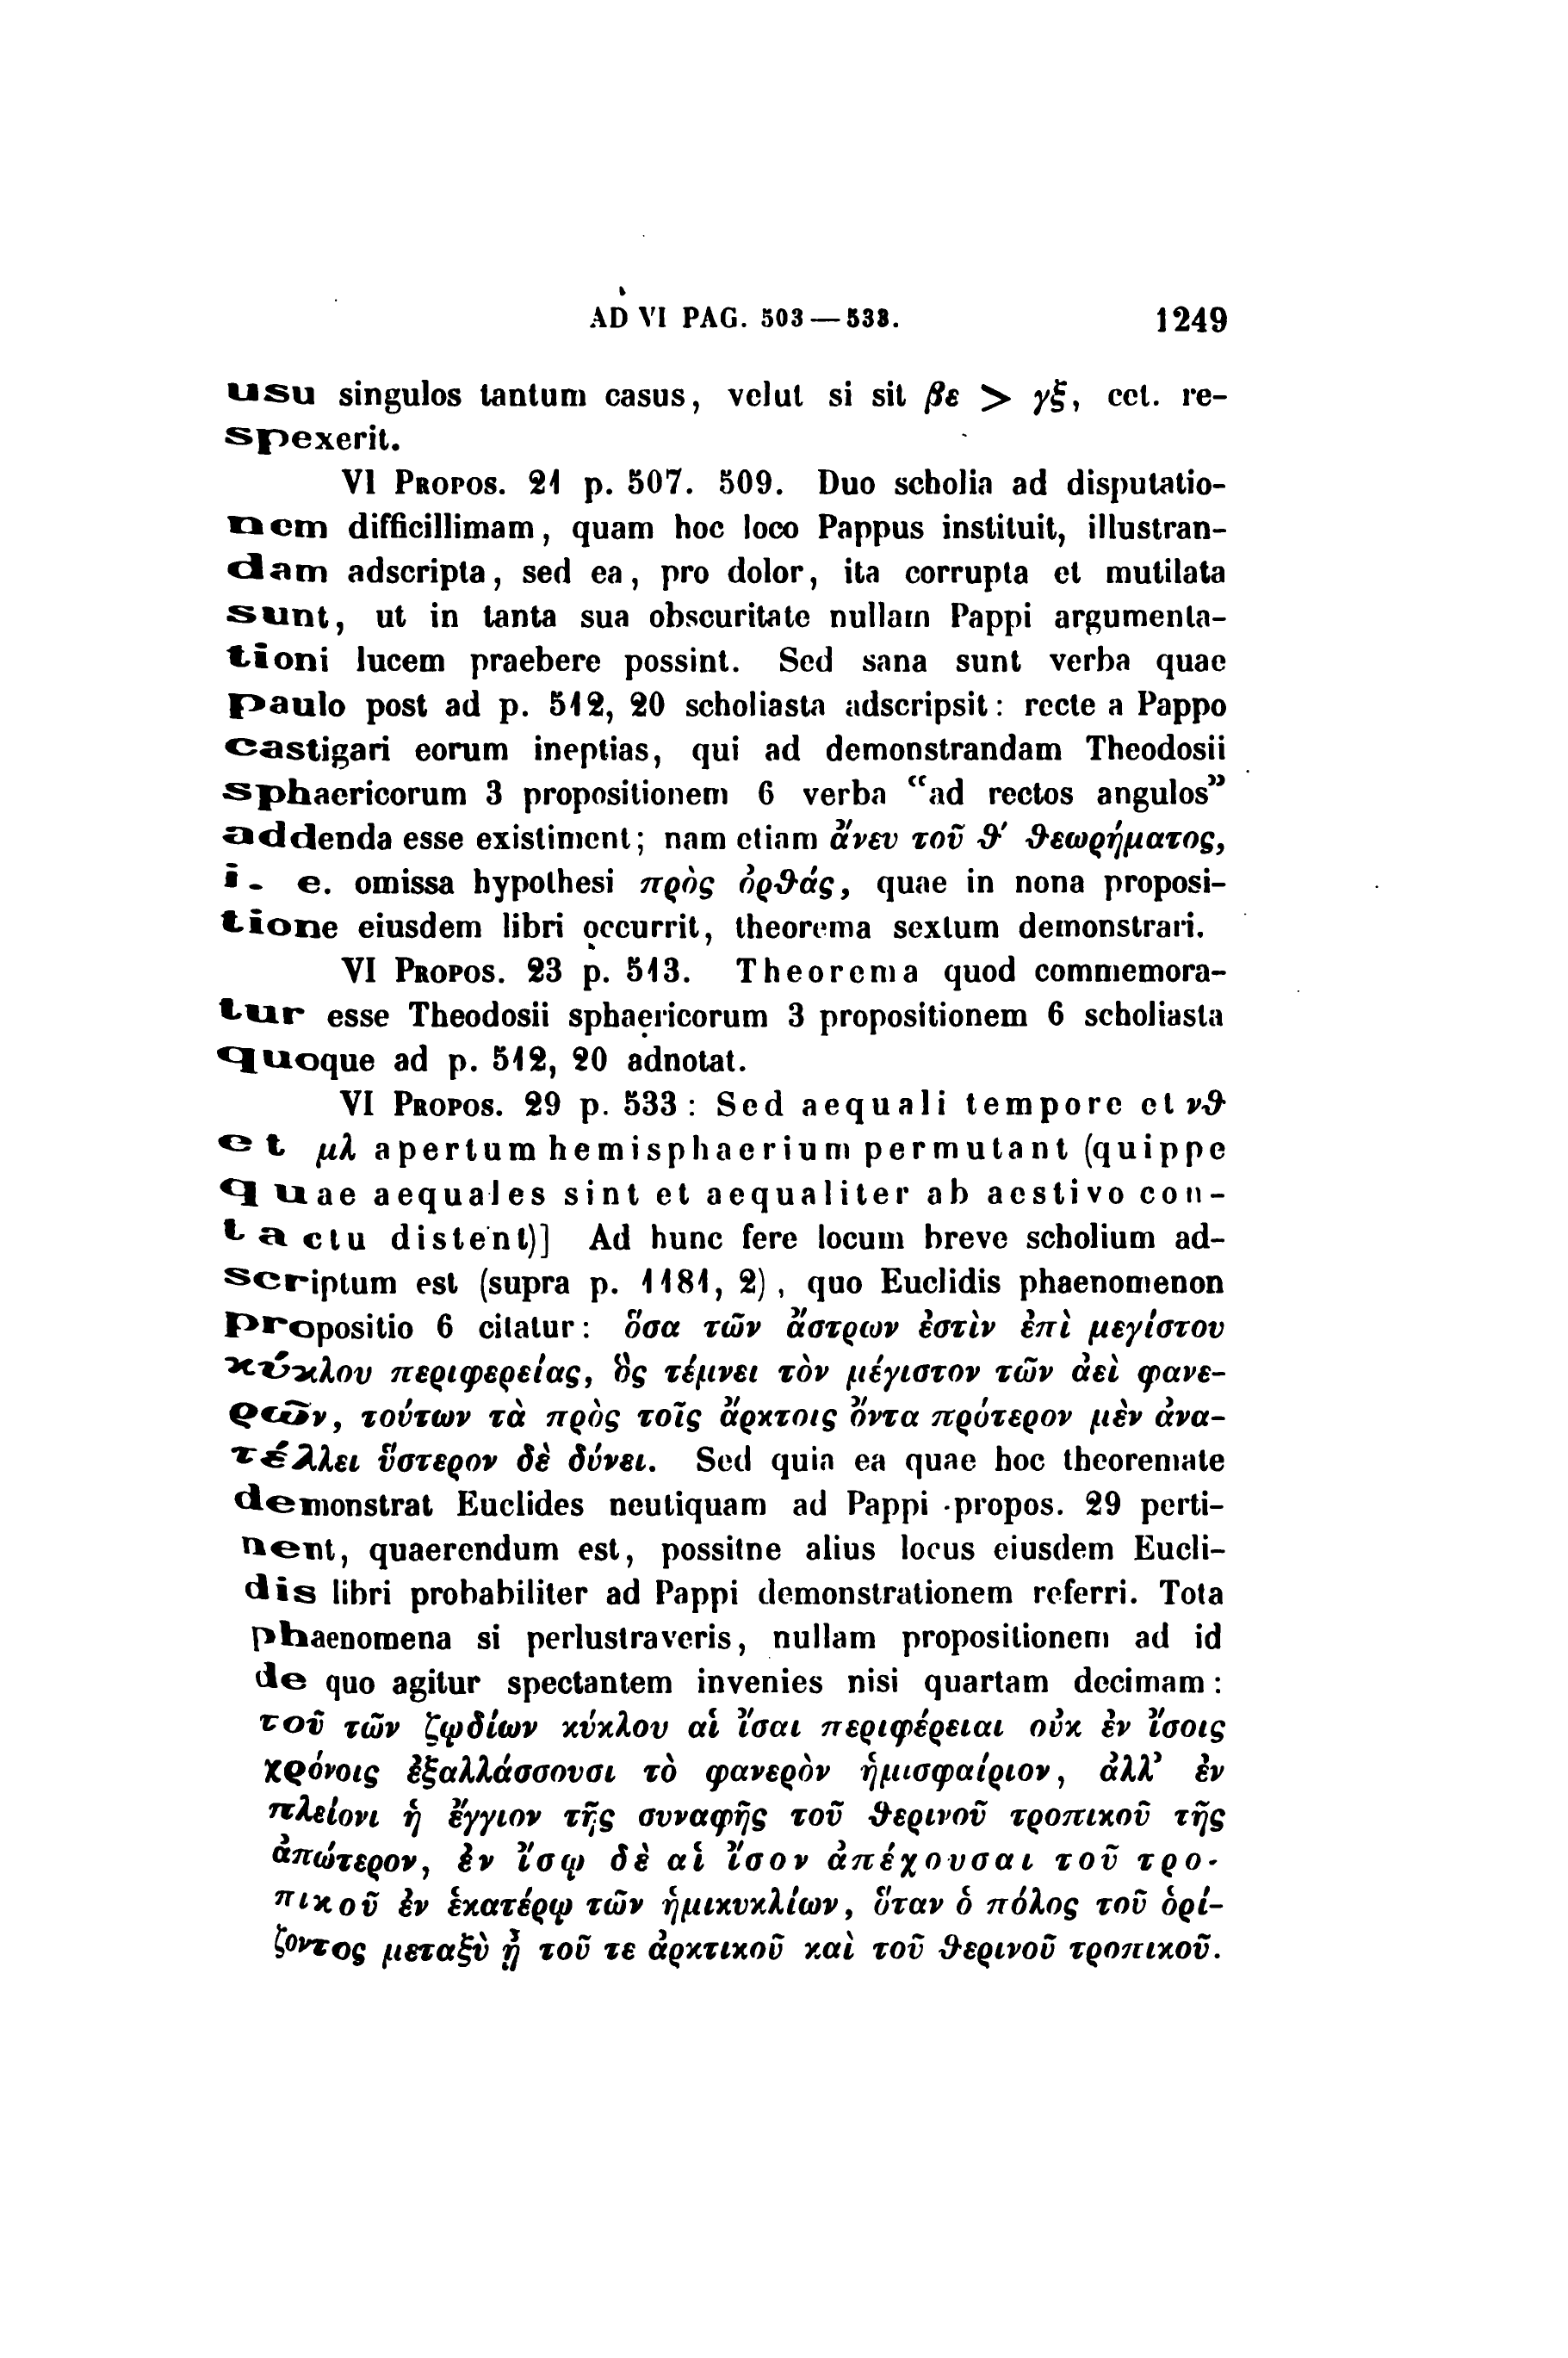 AD VI PAG. 503—533. 1249
usu singulos tantum casus, velut si sit βε > γξ, cet. re-
spexerit.
VI PROPOS. 21 p. 507. 509. Duo scholia ad disputatio-
nem difficillimam, quam hoc loco Pappus instituit, illustran-
dam adscripta, sed ea, pro dolor, ita corrupta et mutilata
sunt, ut in tanta sua obscuritate nullam Pappi argumenta-
tioni lucem praebere possint. Sed sana sunt verba quae
paulo post ad p. 512, 20 scholiasta adscripsit: recte a Pappo
castigari eorum ineptias, qui ad demonstrandam Theodosii
sphaericorum 3 propositionem 6 verba “ad rectos angulos”
addenda esse existiment; nam etiam ἄνευ τοῦ ϑ′ ϑεωρήματος,
i. e. omissa hypothesi πρὸς ὀρϑάς, quae in nona proposi-
tione eiusdem libri occurrit, theorema sextum demonstrari.
VI PROPOS. 23 p. 513. Theorema quod commemora-
tur esse Theodosii sphaericorum 3 propositionem 6 scholiasta
quoque ad p. 512, 20 adnotat.
VI PROPOS. 29 p. 533: Sed aequali tempore et νϑ
et μλ apertum hemisphaerium permutant (quippe
quae aequales sint et aequaliter ab aestivo con-
tactu distent)] Ad hunc fere locum breve scholium ad-
scriptum est (supra p. 1181, 2), quo Euclidis phaenomenon
propositio 6 citatur: ὅσα τῶν ἄστρων ἐστὶν ἐπὶ μεγίστου
κύκλου περιφερείας, ὃς τέμνει τὸν μέγιστον τῶν ἀεὶ φανε-
ρῶν, τούτων τὰ πρὸς τοῖς ἄρκτοις ὄντα πρότερον μὲν ἀνα-
τέλλει ὕστερον δὲ δύνει. Sed quia ea quae hoc theoremate
demonstrat Euclides neutiquam ad Pappi propos. 29 perti-
nent, quaerendum est, possitne alius locus eiusdem Eucli-
dis libri probabiliter ad Pappi demonstrationem referri. Tota
phaenomena si perlustraveris, nullam propositionem ad id
de quo agitur spectantem invenies nisi quartam decimam:
τοῦ τῶν ζῳδίων κύκλου αἱ ἴσαι περιφέρειαι οὐκ ἐν ἴσοις
χρόνοις ἐξαλλάσσουσι τὸ φανερὸν ἡμισφαίριον, ἀλλ’ ἐν
πλείονι ἡ ἔγγιον τῆς συναφῆς τοῦ ϑερινοῦ τροπικοῦ τῆς
ἀπώτερον, ἐν ἴσῳ δὲ αἱ ἴσον ἀπέχουσαι τοῦ τρο-
πικοῦ ἐν ἑκατέρῳ τῶν ἡμικυκλίων, ὅταν ὁ πόλος τοῦ ὁρί-
ζοντος μεταξὺ ᾖ τοῦ τε ἀρκτικοῦ καὶ τοῦ ϑερινοῦ τροπικοῦ.